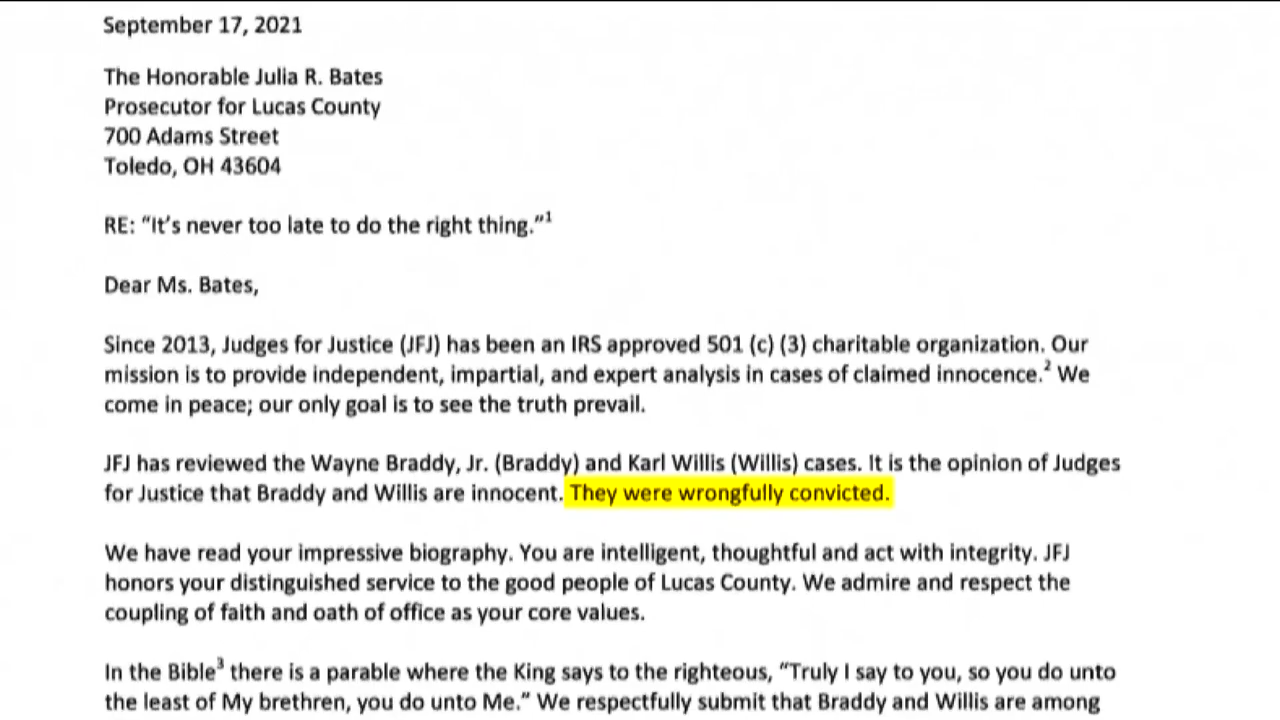 September 17, 2021
The Honorable Julia R. Bates
Prosecutor for Lucas County
700 Adams Street
Toledo, OH 43604
RE: “It’s never too late to do the right thing.”1
Dear Ms. Bates,
Since 2013, Judges for Justice (JFJ) has been an IRS approved 501 (c) (3) charitable organization. Our
mission is to provide independent, impartial, and expert analysis in cases of claimed innocence.2 We
come in peace; our only goal is to see the truth prevail.
JFJ has reviewed the Wayne Braddy, Jr. (Braddy) and Karl Willis (Willis) cases. It is the opinion of Judges
for Justice that Braddy and Willis are innocent. They were wrongfully convicted.
We have read your impressive biography. You are intelligent, thoughtful and act with integrity. JFJ
honors your distinguished service to the good people of Lucas County. We admire and respect the
coupling of faith and oath of office as your core values.
In the Bible3 there is a parable where the King says to the righteous, “Truly I say to you, so you do unto
the least of My brethren, you do unto Me.” We respectfully submit that Braddy and Willis are among